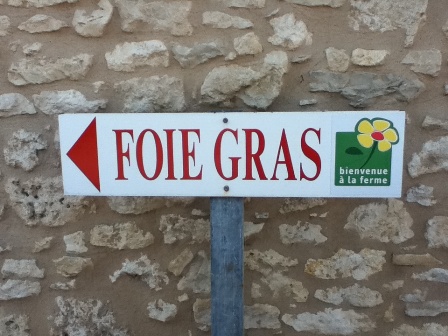 FOIE GRAS
bienvenue
à la ferme